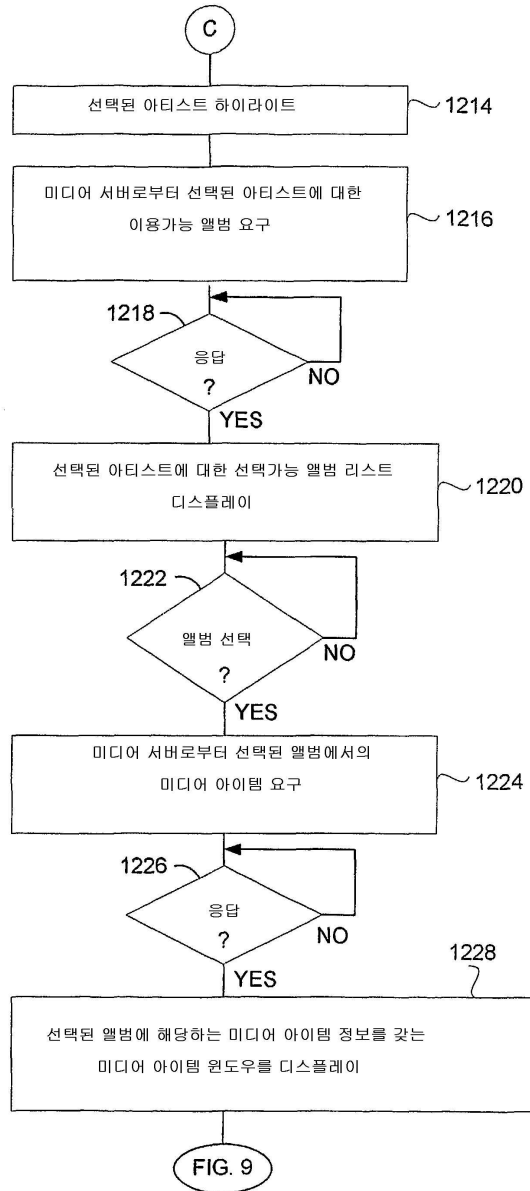 C
선택된 아티스트 하이라이트
1214
미디어 서버로부터 선택된 아티스트에 대한
이용가능 앨범 요구
1216
1218
응답
?
NO
YES
선택된 아티스트에 대한 선택가능 앨범 리스트
디스플레이
1220
1222
앨범 선택
?
NO
YES
미디어 서버로부터 선택된 앨범에서의
미디어 아이템 요구
1224
1226
응답
?
NO
YES
1228
선택된 앨범에 해당하는 미디어 아이템 정보를 갖는
미디어 아이템 윈도우를 디스플레이
FIG. 9